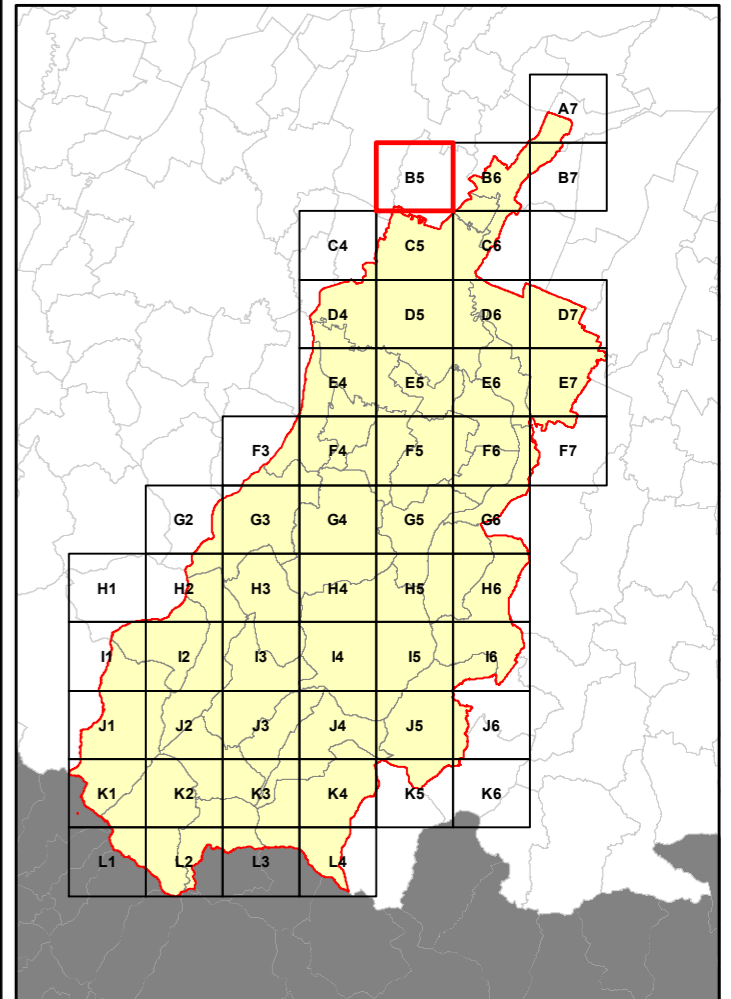 A7
B5 B6 B7
C4 C5 C6
D4 D5 D6 D7
E4 E5 E6 E7
F3 F4 F5 F6 F7
G2 G3 G4 G5 G6
H1 H2 H3 H4 H5 H6
I1 I2 I3 I4 I5 I6
J1 J2 J3 J4 J5 J6
K1 K2 K3 K4 K5 K6
L1 L2 L3 L4